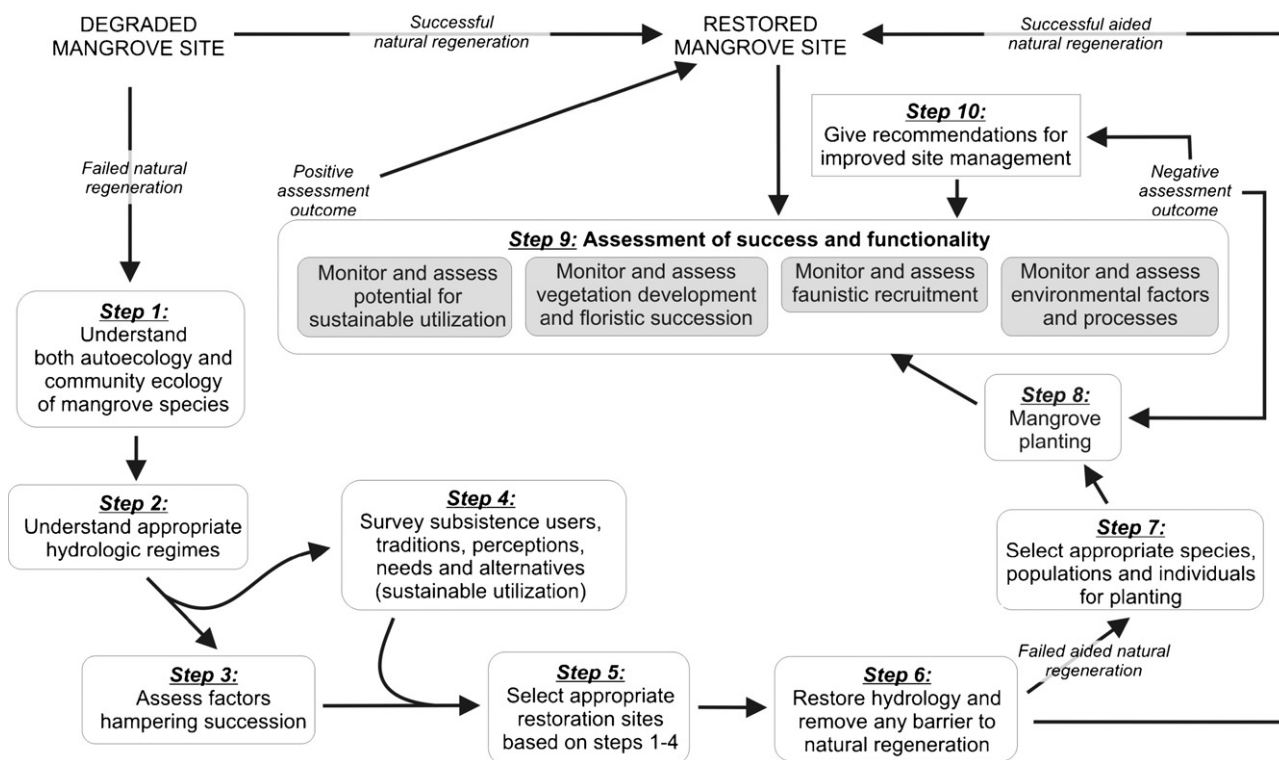 DEGRADED
MANGROVE SITE
Successful
natural regeneration
RESTORED
MANGROVE SITE
Successful aided
natural regeneration
Failed natural
regeneration
Positive
assessment
outcome
Step 10:
Give recommendations for
improved site management
Negative
assessment
outcome
Step 9: Assessment of success and functionality
Monitor and assess
potential for
sustainable utilization
Monitor and assess
vegetation development
and floristic succession
Monitor and assess
faunistic recruitment
Monitor and assess
environmental factors
and processes
Step 1:
Understand
both autoecology and
community ecology
of mangrove species
Step 8:
Mangrove
planting
Step 2:
Understand appropriate
hydrologic regimes
Step 4:
Survey subsistence users,
traditions, perceptions,
needs and alternatives
(sustainable utilization)
Step 7:
Select appropriate species,
populations and individuals
for planting
Failed aided natural
regeneration
Step 3:
Assess factors
hampering succession
Step 5:
Select appropriate
restoration sites
based on steps 1-4
Step 6:
Restore hydrology and
remove any barrier to
natural regeneration